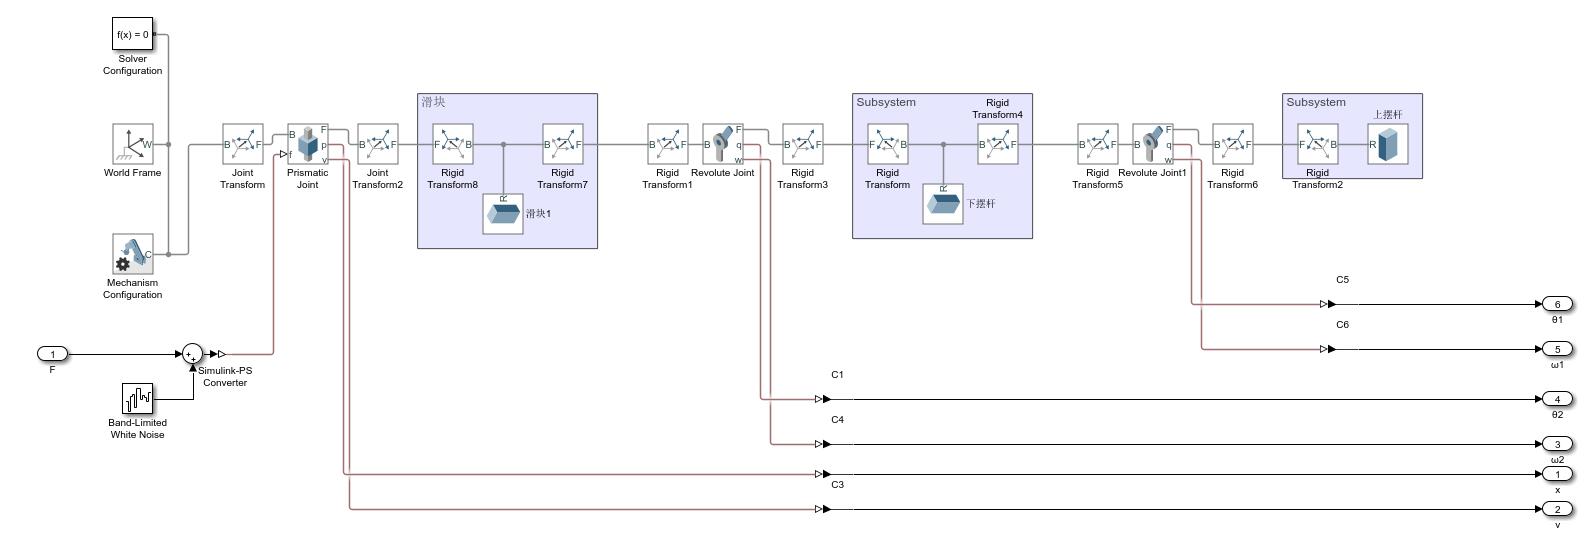 f(x) = 0
Solver
Configuration
W
World Frame
C
Mechanism
Configuration
B
F
Joint
Transform
B
f
F
p
v
Prismatic
Joint
B
F
Joint
Transform2
滑块
F
B
Rigid
Transform8
B
F
Rigid
Transform7
R
滑块1
B
F
Rigid
Transform1
B
F
q
w
Revolute Joint
B
F
Rigid
Transform3
Subsystem
F
B
Rigid
Transform
Rigid
Transform4
B
F
R
下摆杆
B
F
Rigid
Transform5
B
F
q
w
Revolute Joint1
B
F
Rigid
Transform6
Subsystem
F
B
Rigid
Transform2
上摆杆
R
C5
6
θ1
C6
5
ω1
1
F
Simulink-PS
Converter
Band-Limited
White Noise
C1
4
θ2
C4
3
ω2
1
x
C3
2
v